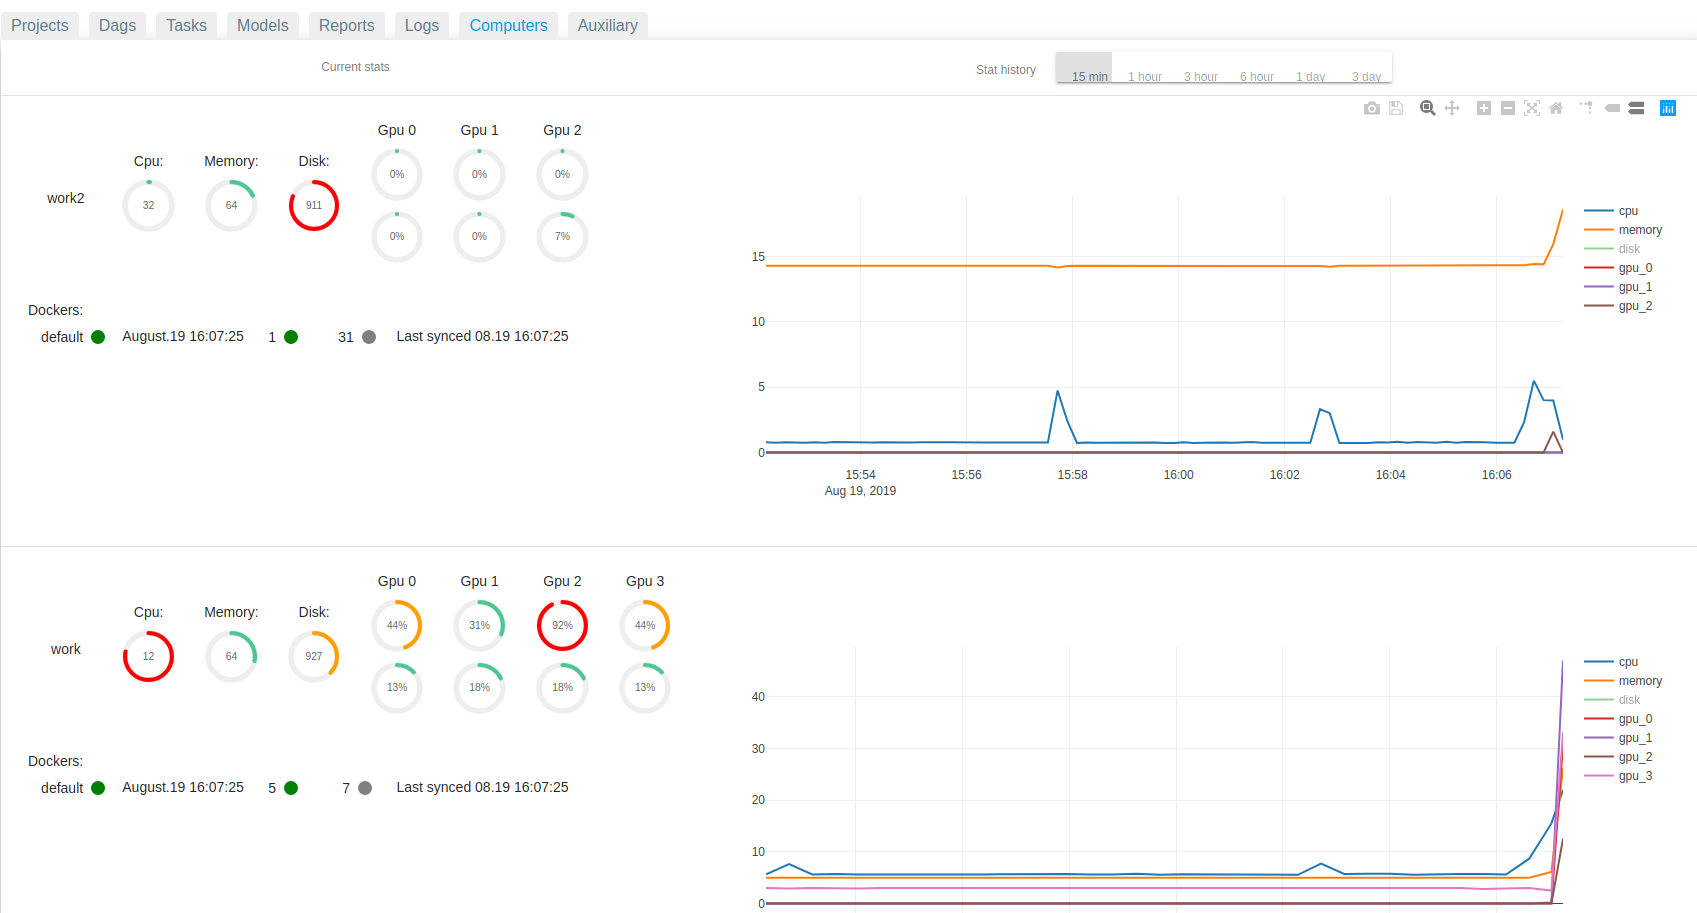 Projects Dags Tasks Models Reports Logs Computers Auxiliary
Current stats
Stat history 15 min 1 hour 3 hour 6 hour 1 day 3 day
Gpu 0 Gpu 1 Gpu 2
Cpu: Memory: Disk:
0% 0% 0%
work2 32 64 911
0% 0% 7%
Dockers:
default August.19 16:07:25 1 31 Last synced 08.19 16:07:25
15
10
5
0
15:54 15:56 15:58 16:00 16:02 16:04 16:06
Aug 19, 2019
cpu
memory
disk
gpu_0
gpu_1
gpu_2
Gpu 0 Gpu 1 Gpu 2 Gpu 3
Cpu: Memory: Disk:
44% 31% 92% 44%
work 12 64 927
13% 18% 18% 13%
Dockers:
default August.19 16:07:25 5 7 Last synced 08.19 16:07:25
40
30
20
10
0
cpu
memory
disk
gpu_0
gpu_1
gpu_2
gpu_3